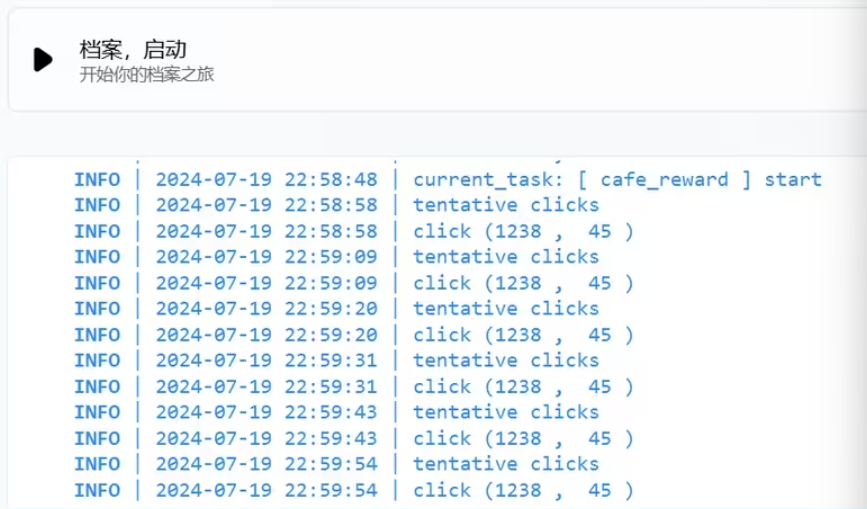 档案，启动
开始你的档案之旅
INFO | 2024-07-19 22:58:48 | current_task: [ cafe_reward ] start
INFO | 2024-07-19 22:58:58 | tentative clicks
INFO | 2024-07-19 22:58:58 | click (1238 ,  45 )
INFO | 2024-07-19 22:59:09 | tentative clicks
INFO | 2024-07-19 22:59:09 | click (1238 ,  45 )
INFO | 2024-07-19 22:59:20 | tentative clicks
INFO | 2024-07-19 22:59:20 | click (1238 ,  45 )
INFO | 2024-07-19 22:59:31 | tentative clicks
INFO | 2024-07-19 22:59:31 | click (1238 ,  45 )
INFO | 2024-07-19 22:59:43 | tentative clicks
INFO | 2024-07-19 22:59:43 | click (1238 ,  45 )
INFO | 2024-07-19 22:59:54 | tentative clicks
INFO | 2024-07-19 22:59:54 | click (1238 ,  45 )